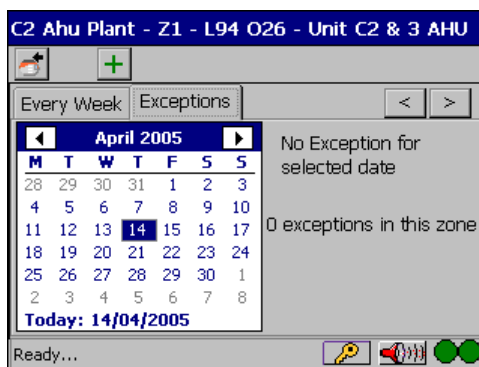 C2 Ahu Plant - Z1 - L94 O26 - Unit C2 & 3 AHU
Every Week Exceptions < >
April 2005
M T W T F S S
28 29 30 31 1 2 3
4 5 6 7 8 9 10
11 12 13 14 15 16 17
18 19 20 21 22 23 24
25 26 27 28 29 30 1
2 3 4 5 6 7 8
Today: 14/04/2005
No Exception for
selected date
0 exceptions in this zone
Ready...